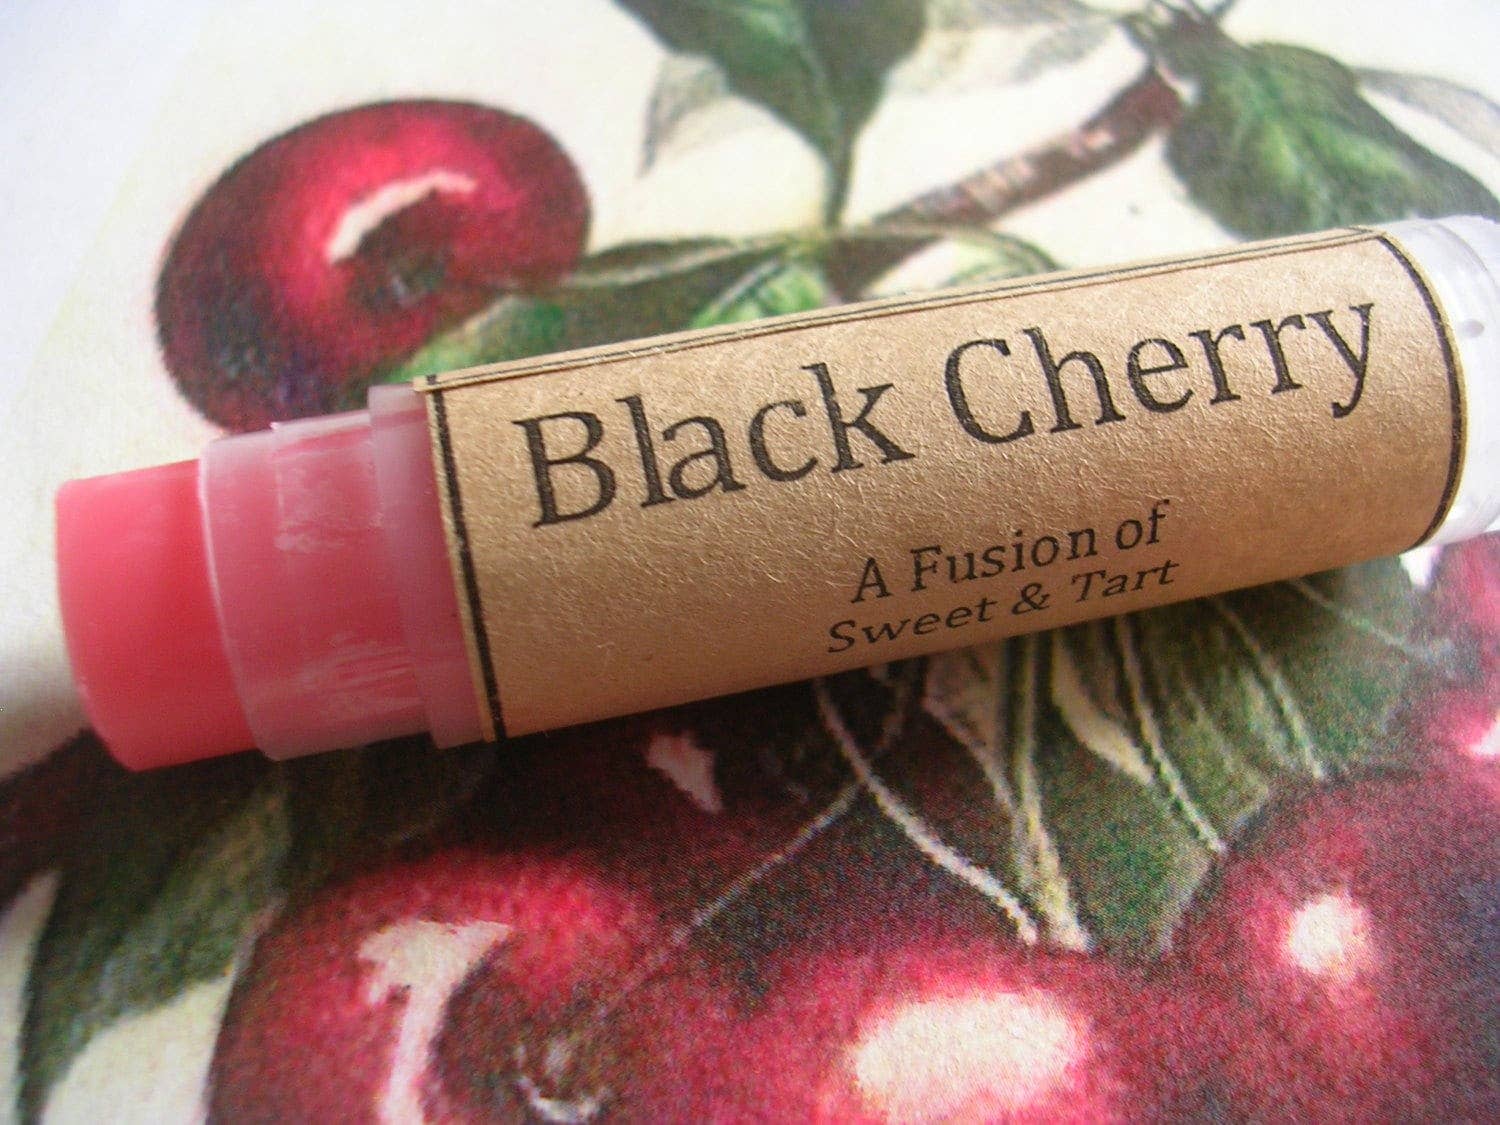 Black Cherry
A Fusion of
Sweet & Tart